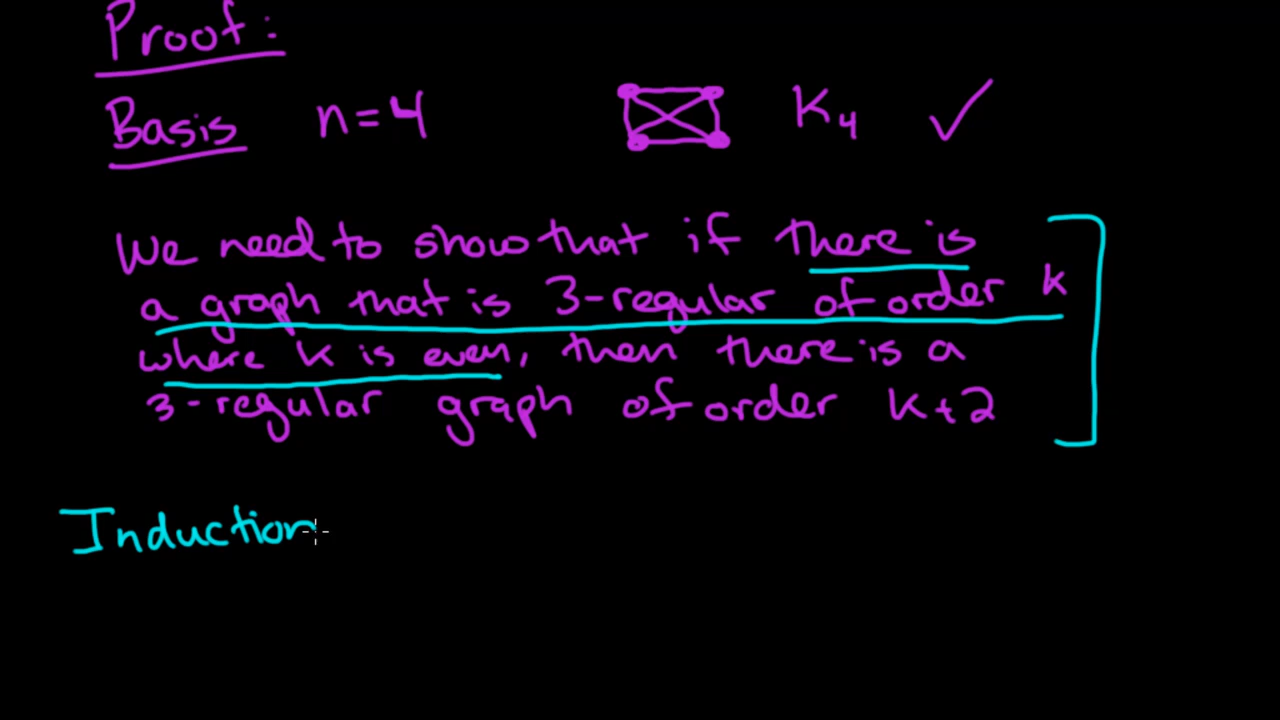 Proof:
Basis n=4 K4 ✓
We need to show that if there is
a graph that is 3-regular of order k
where k is even, then there is a
3-regular graph of order k+2
Induction